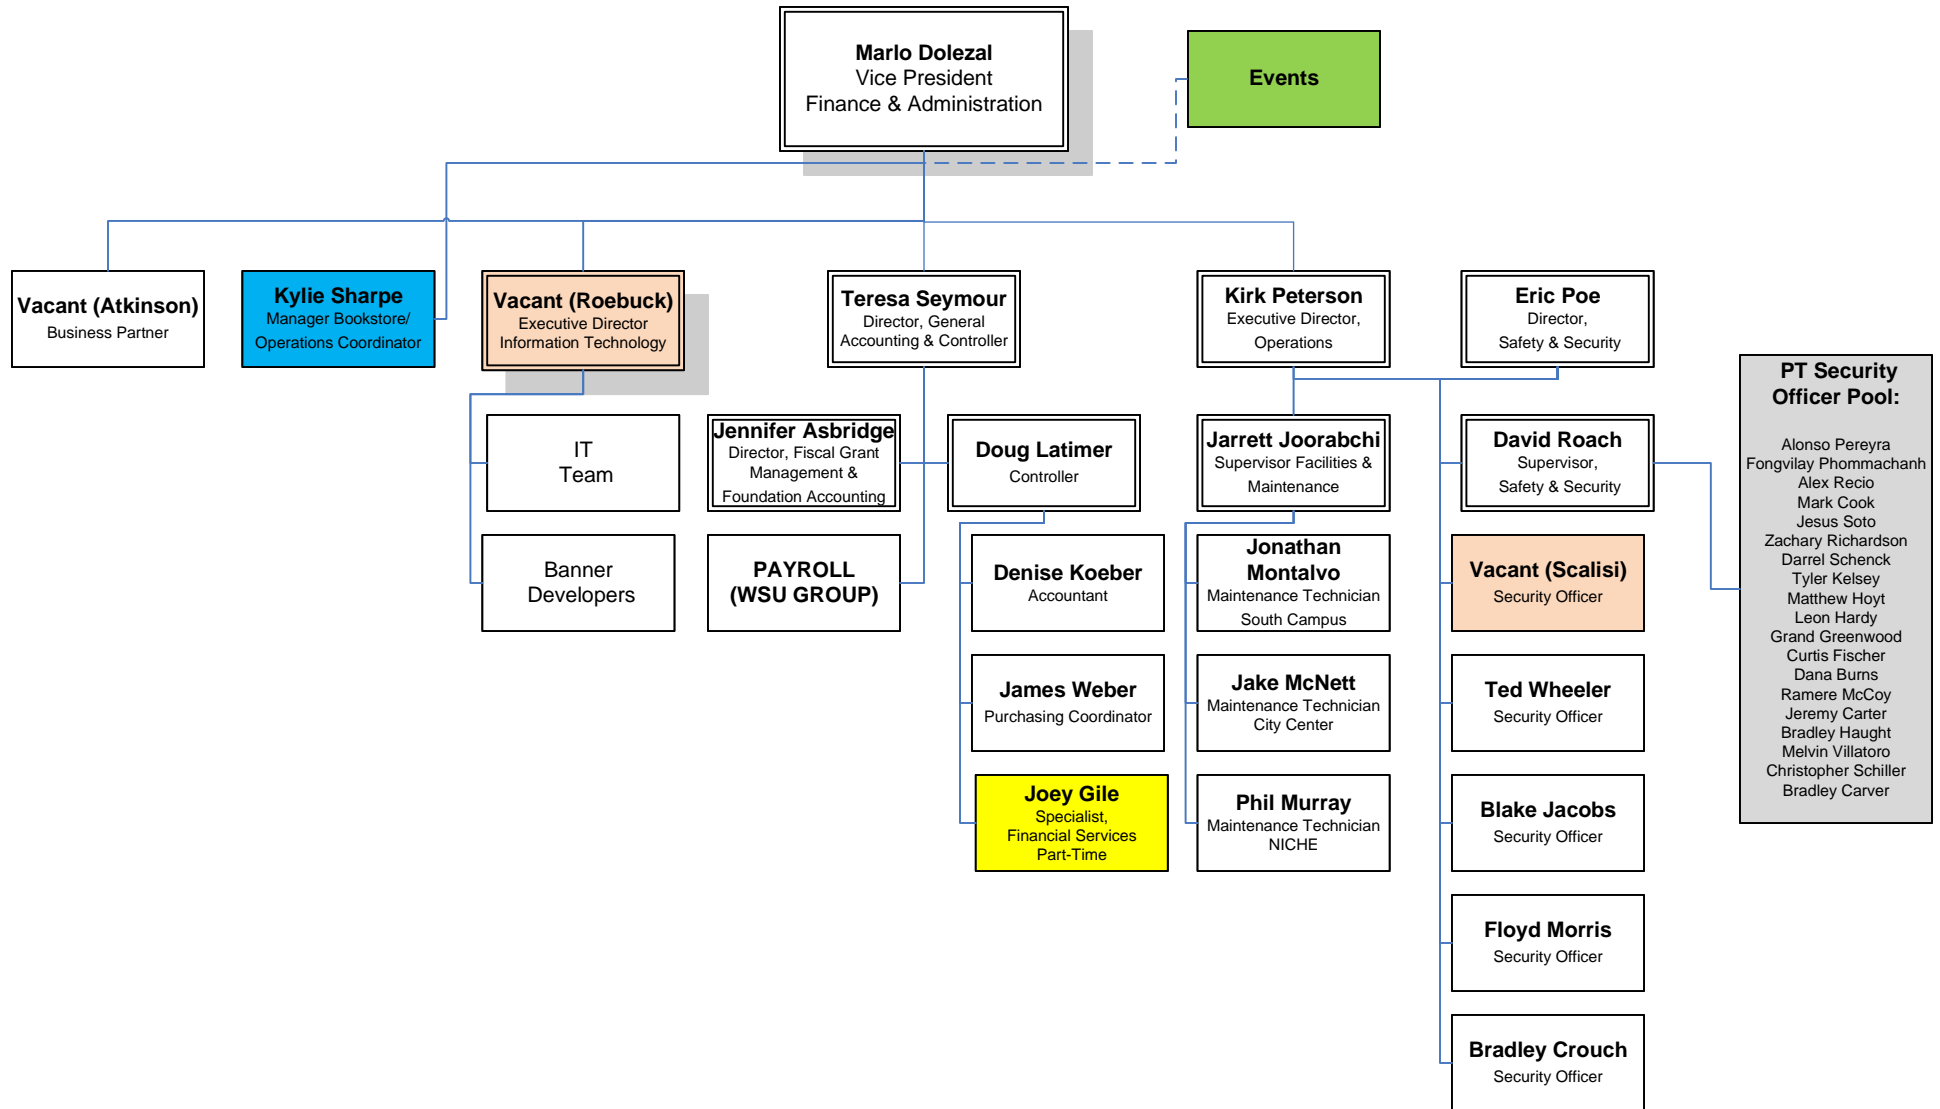 Marlo Dolezal
Vice President
Finance & Administration
Events
Vacant (Atkinson)
Business Partner
Kylie Sharpe
Manager Bookstore/
Operations Coordinator
Vacant (Roebuck)
Executive Director
Information Technology
Teresa Seymour
Director, General
Accounting & Controller
Kirk Peterson
Executive Director,
Operations
Eric Poe
Director,
Safety & Security
IT
Team
Banner
Developers
Jennifer Asbridge
Director, Fiscal Grant
Management &
Foundation Accounting
PAYROLL
(WSU GROUP)
Doug Latimer
Controller
Denise Koeber
Accountant
James Weber
Purchasing Coordinator
Joey Gile
Specialist,
Financial Services
Part-Time
Jarrett Joorabchi
Supervisor Facilities &
Maintenance
Jonathan
Montalvo
Maintenance Technician
South Campus
Jake McNett
Maintenance Technician
City Center
Phil Murray
Maintenance Technician
NICHE
David Roach
Supervisor,
Safety & Security
Vacant (Scalisi)
Security Officer
Ted Wheeler
Security Officer
Blake Jacobs
Security Officer
Floyd Morris
Security Officer
Bradley Crouch
Security Officer
PT Security
Officer Pool:
Alonso Pereyra
Fongvilay Phommachanh
Alex Recio
Mark Cook
Jesus Soto
Zachary Richardson
Darrel Schenck
Tyler Kelsey
Matthew Hoyt
Leon Hardy
Grand Greenwood
Curtis Fischer
Dana Burns
Ramere McCoy
Jeremy Carter
Bradley Haught
Melvin Villatoro
Christopher Schiller
Bradley Carver